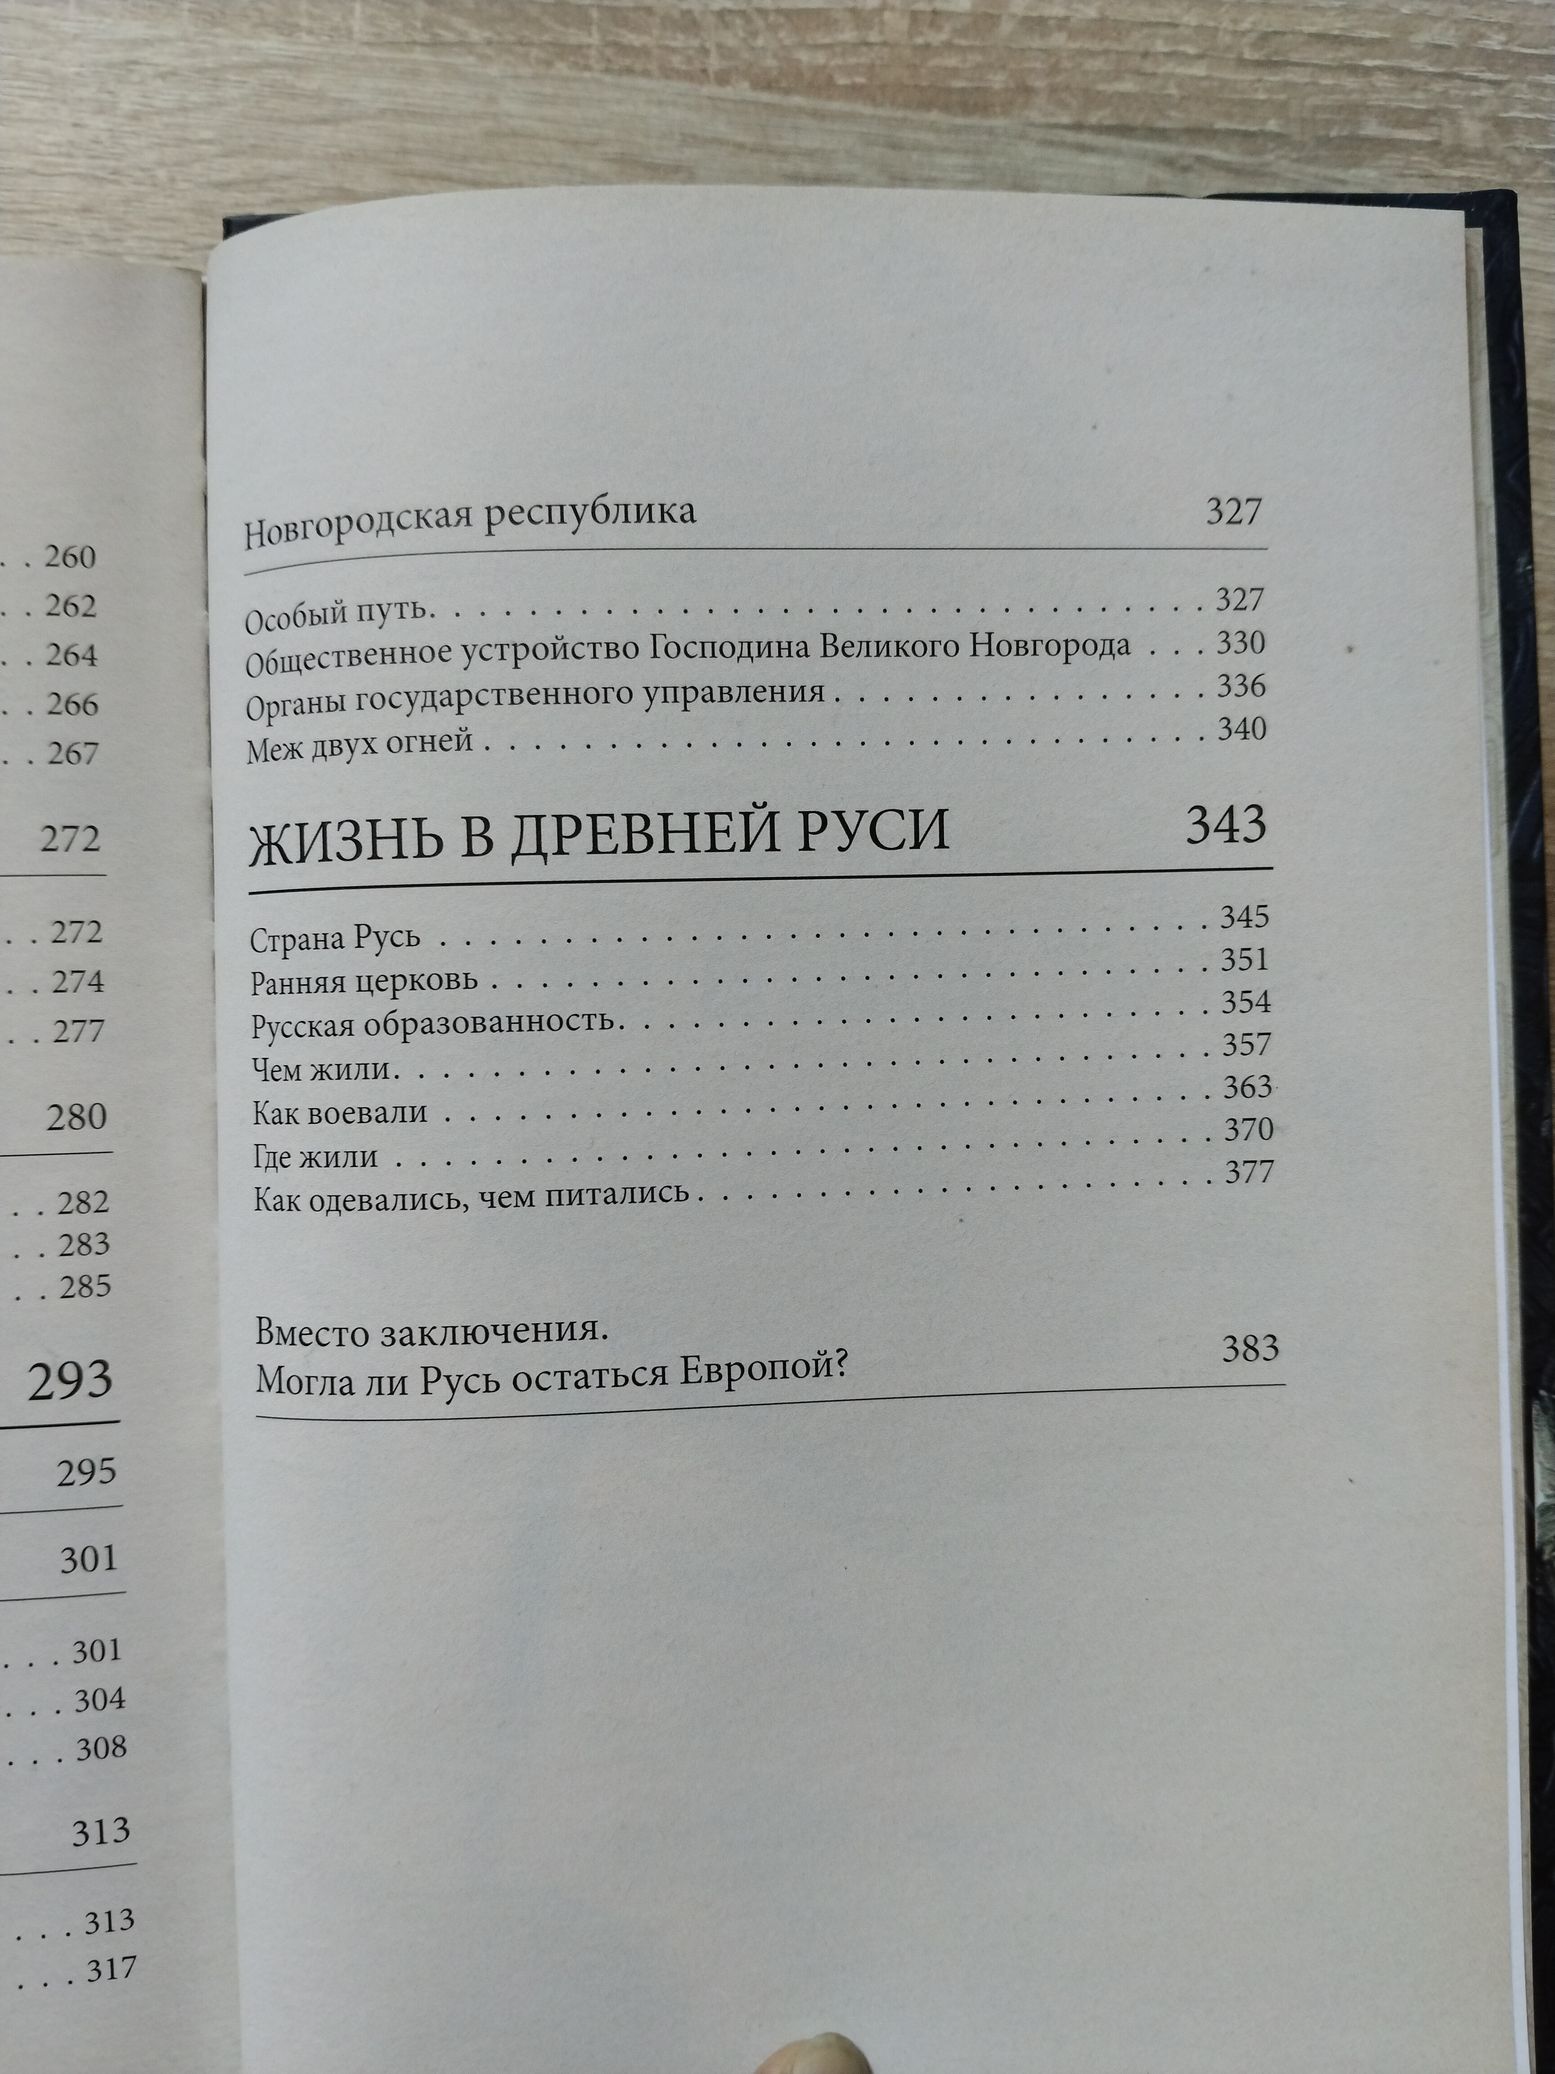 . . 260
. . 262
. . 264
. . 266
. . 267
272
. . 272
. . 274
. . 277
280
. . 282
. . 283
. . 285
293
295
301
. . . 301
. . . 304
. . . 308
313
. . . 313
. . . 317
Новгородская республика 327
Особый путь. . . . . . . . . . . . . . . . . . . . . . . . . . . . . . . . 327
Общественное устройство Господина Великого Новгорода . . . 330
Органы государственного управления . . . . . . . . . . . . . . . . 336
Меж двух огней . . . . . . . . . . . . . . . . . . . . . . . . . . . . . . 340
ЖИЗНЬ В ДРЕВНЕЙ РУСИ 343
Страна Русь . . . . . . . . . . . . . . . . . . . . . . . . . . . . . . . . 345
Ранняя церковь . . . . . . . . . . . . . . . . . . . . . . . . . . . . . . 351
Русская образованность. . . . . . . . . . . . . . . . . . . . . . . . . 354
Чем жили. . . . . . . . . . . . . . . . . . . . . . . . . . . . . . . . . . 357
Как воевали . . . . . . . . . . . . . . . . . . . . . . . . . . . . . . . . 363
Где жили . . . . . . . . . . . . . . . . . . . . . . . . . . . . . . . . . . 370
Как одевались, чем питались . . . . . . . . . . . . . . . . . . . . . . 377
Вместо заключения.
Могла ли Русь остаться Европой? 383